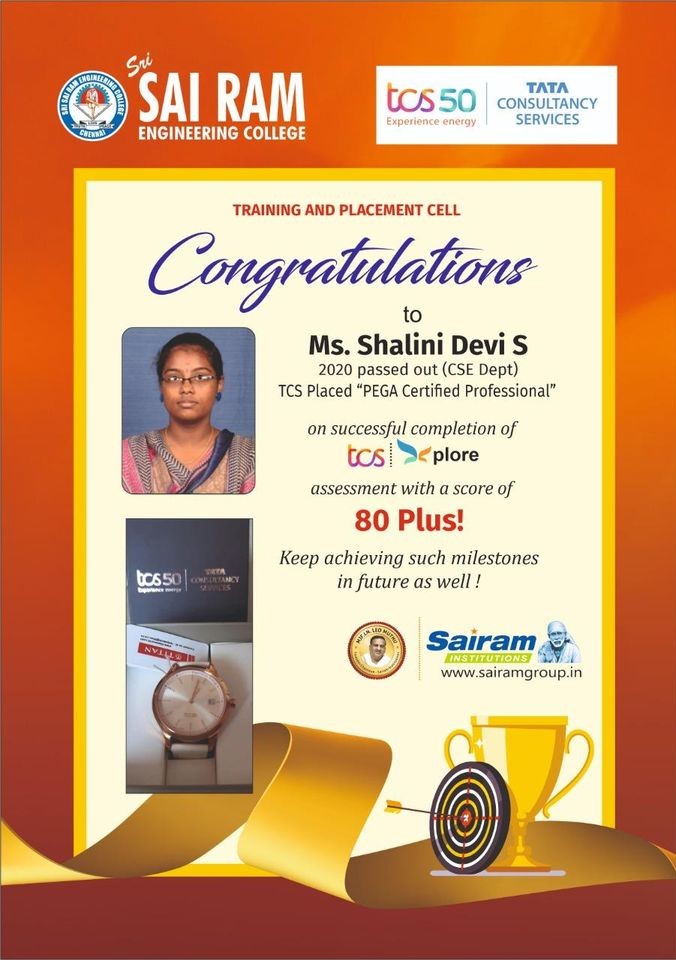 Sri
SAI RAM
ENGINEERING COLLEGE
SRI SAI RAM ENGINEERING COLLEGE
CHENNAI
tcs 50
Experience energy
TATA
CONSULTANCY
SERVICES
TRAINING AND PLACEMENT CELL
Congratulations
to
Ms. Shalini Devi S
2020 passed out (CSE Dept)
TCS Placed “PEGA Certified Professional”
on successful completion of
tcs Xplore
assessment with a score of
80 Plus!
Keep achieving such milestones
in future as well !
tcs 50
Experience energy
TATA
CONSULTANCY
SERVICES
TITAN
MJF. LN. LEO MUTHU
Sairam
INSTITUTIONS
www.sairamgroup.in